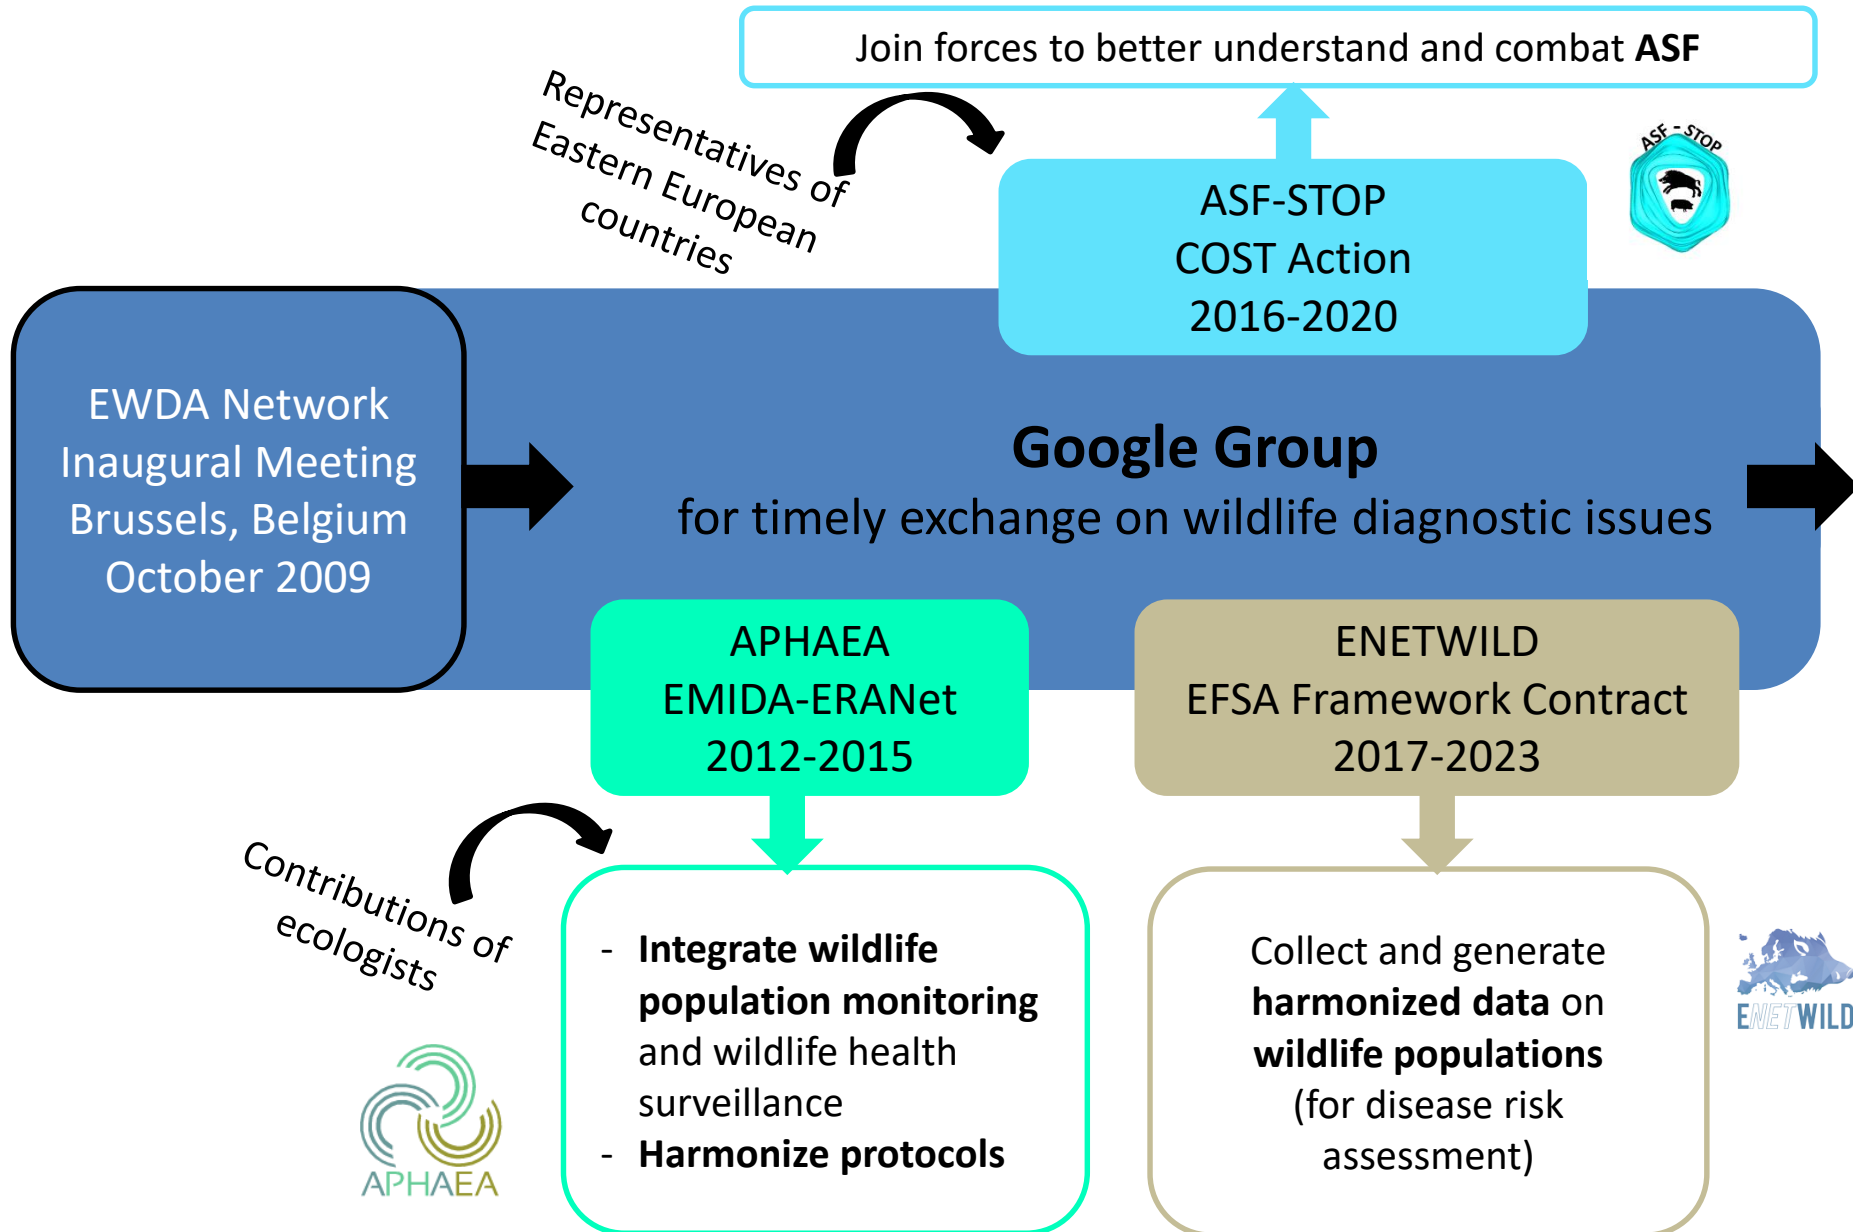 Join forces to better understand and combat ASF
Representatives of
Eastern European
countries
ASF-STOP
COST Action
2016-2020
ASF - STOP
EWDA Network
Inaugural Meeting
Brussels, Belgium
October 2009
Google Group
for timely exchange on wildlife diagnostic issues
APHAEA
EMIDA-ERANet
2012-2015
ENETWILD
EFSA Framework Contract
2017-2023
Contributions of
ecologists
- Integrate wildlife
population monitoring
and wildlife health
surveillance
- Harmonize protocols
APHAEA
Collect and generate
harmonized data on
wildlife populations
(for disease risk
assessment)
ENETWILD